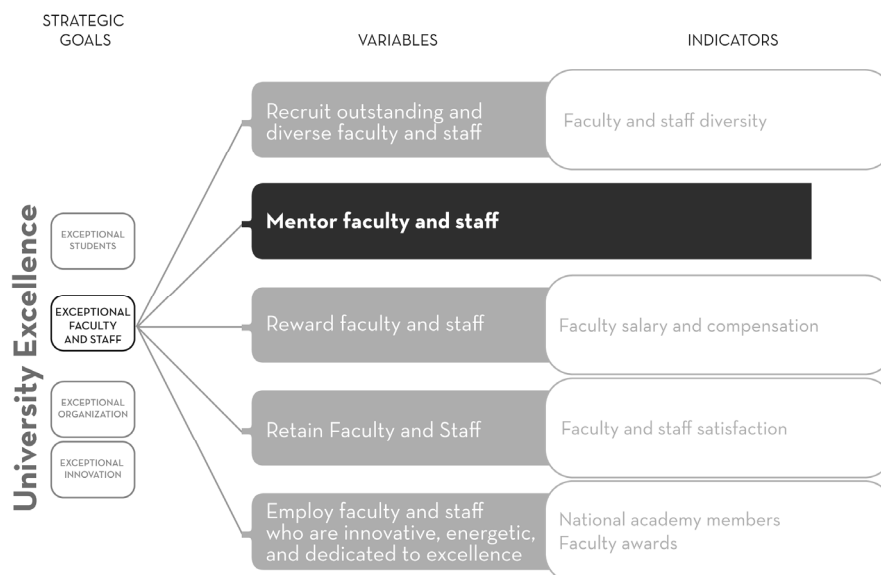 STRATEGIC
GOALS
VARIABLES
INDICATORS
University Excellence
EXCEPTIONAL
STUDENTS
EXCEPTIONAL
FACULTY
AND STAFF
EXCEPTIONAL
ORGANIZATION
EXCEPTIONAL
INNOVATION
Recruit outstanding and
diverse faculty and staff
Faculty and staff diversity
Mentor faculty and staff
Reward faculty and staff
Faculty salary and compensation
Retain Faculty and Staff
Faculty and staff satisfaction
Employ faculty and staff
who are innovative, energetic,
and dedicated to excellence
National academy members
Faculty awards